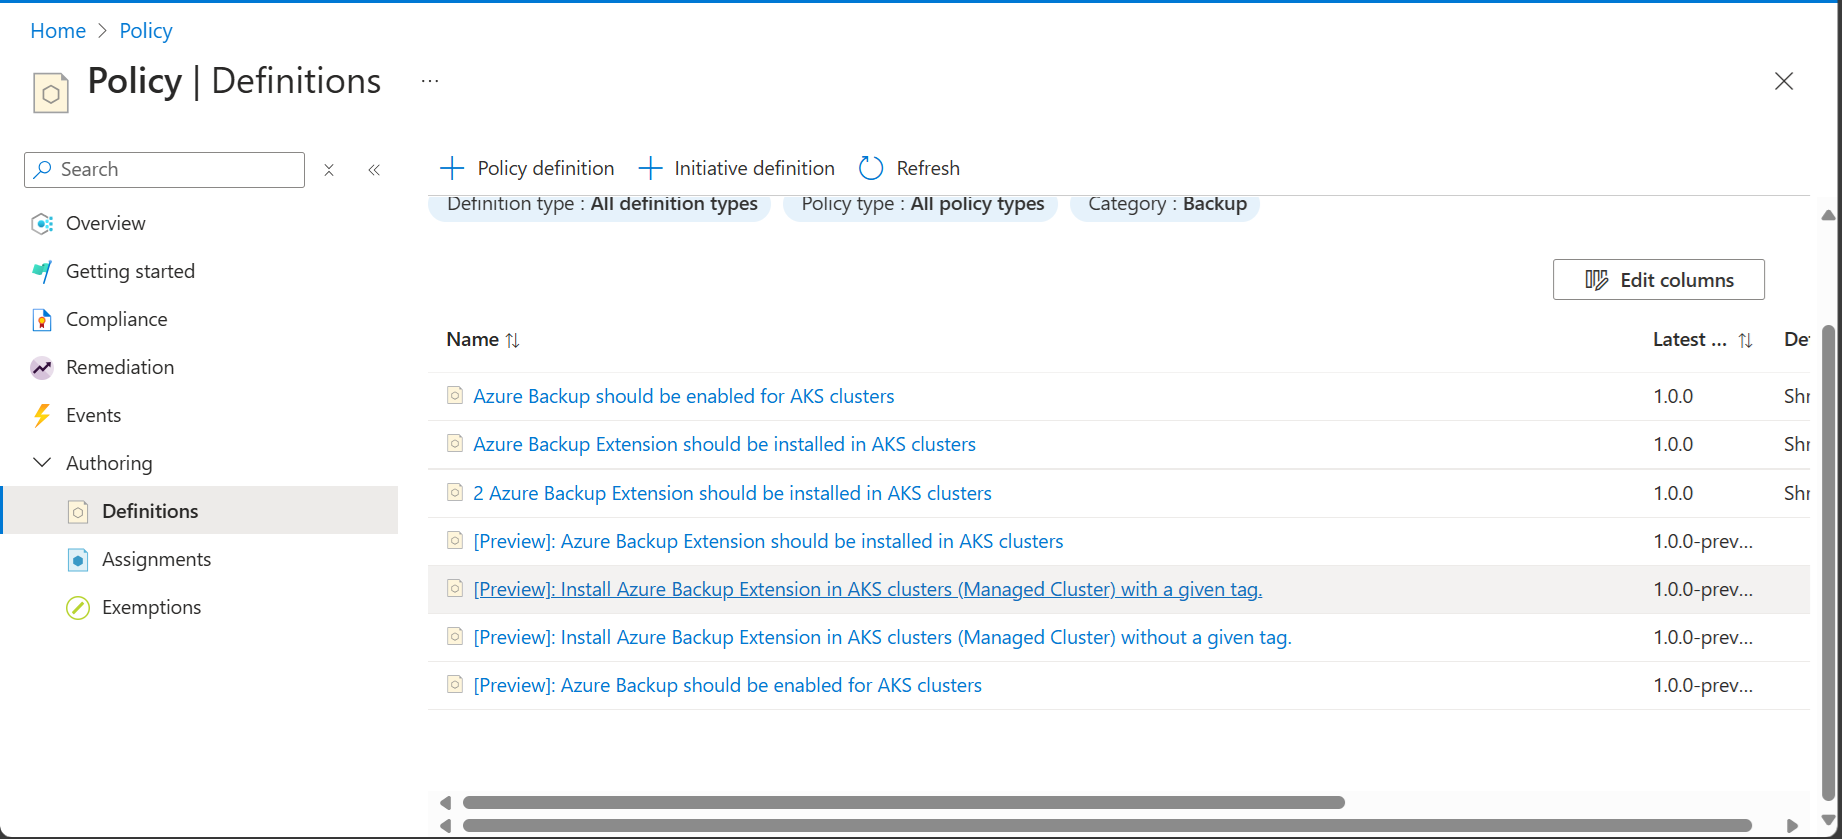 Home > Policy
Policy | Definitions ...
Search
+ Policy definition + Initiative definition Refresh
Definition type : All definition types Policy type : All policy types Category : Backup
Overview
Getting started
Compliance
Remediation
Events
Authoring
Definitions
Assignments
Exemptions
Edit columns
Name Latest ...
Azure Backup should be enabled for AKS clusters 1.0.0
Azure Backup Extension should be installed in AKS clusters 1.0.0
2 Azure Backup Extension should be installed in AKS clusters 1.0.0
[Preview]: Azure Backup Extension should be installed in AKS clusters 1.0.0-prev...
[Preview]: Install Azure Backup Extension in AKS clusters (Managed Cluster) with a given tag. 1.0.0-prev...
[Preview]: Install Azure Backup Extension in AKS clusters (Managed Cluster) without a given tag. 1.0.0-prev...
[Preview]: Azure Backup should be enabled for AKS clusters 1.0.0-prev...